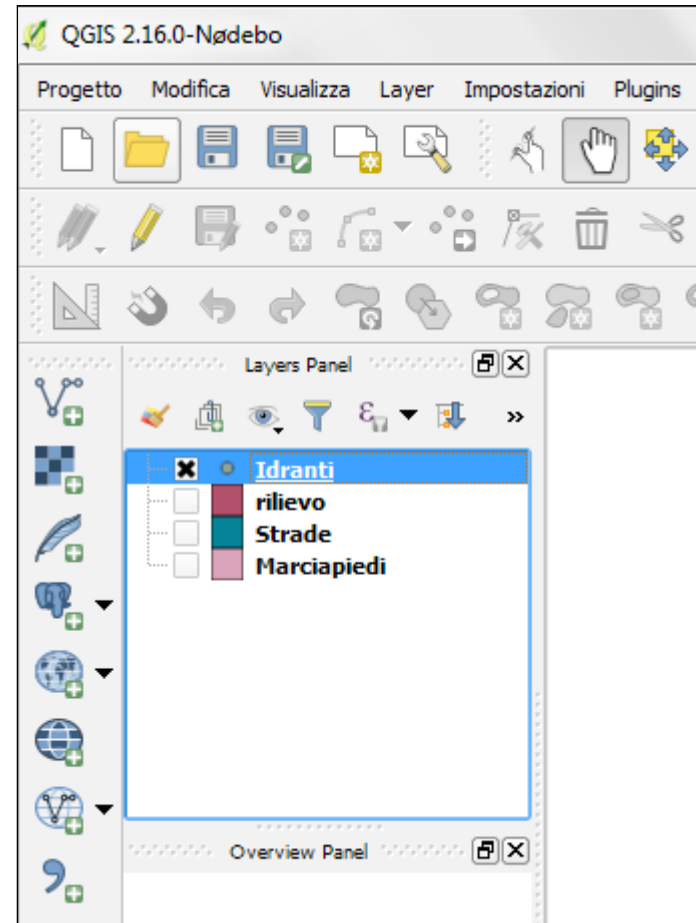 QGIS 2.16.0-Nødebo
Progetto Modifica Visualizza Layer Impostazioni Plugins
Layers Panel
Idranti
rilievo
Strade
Marciapiedi
Overview Panel